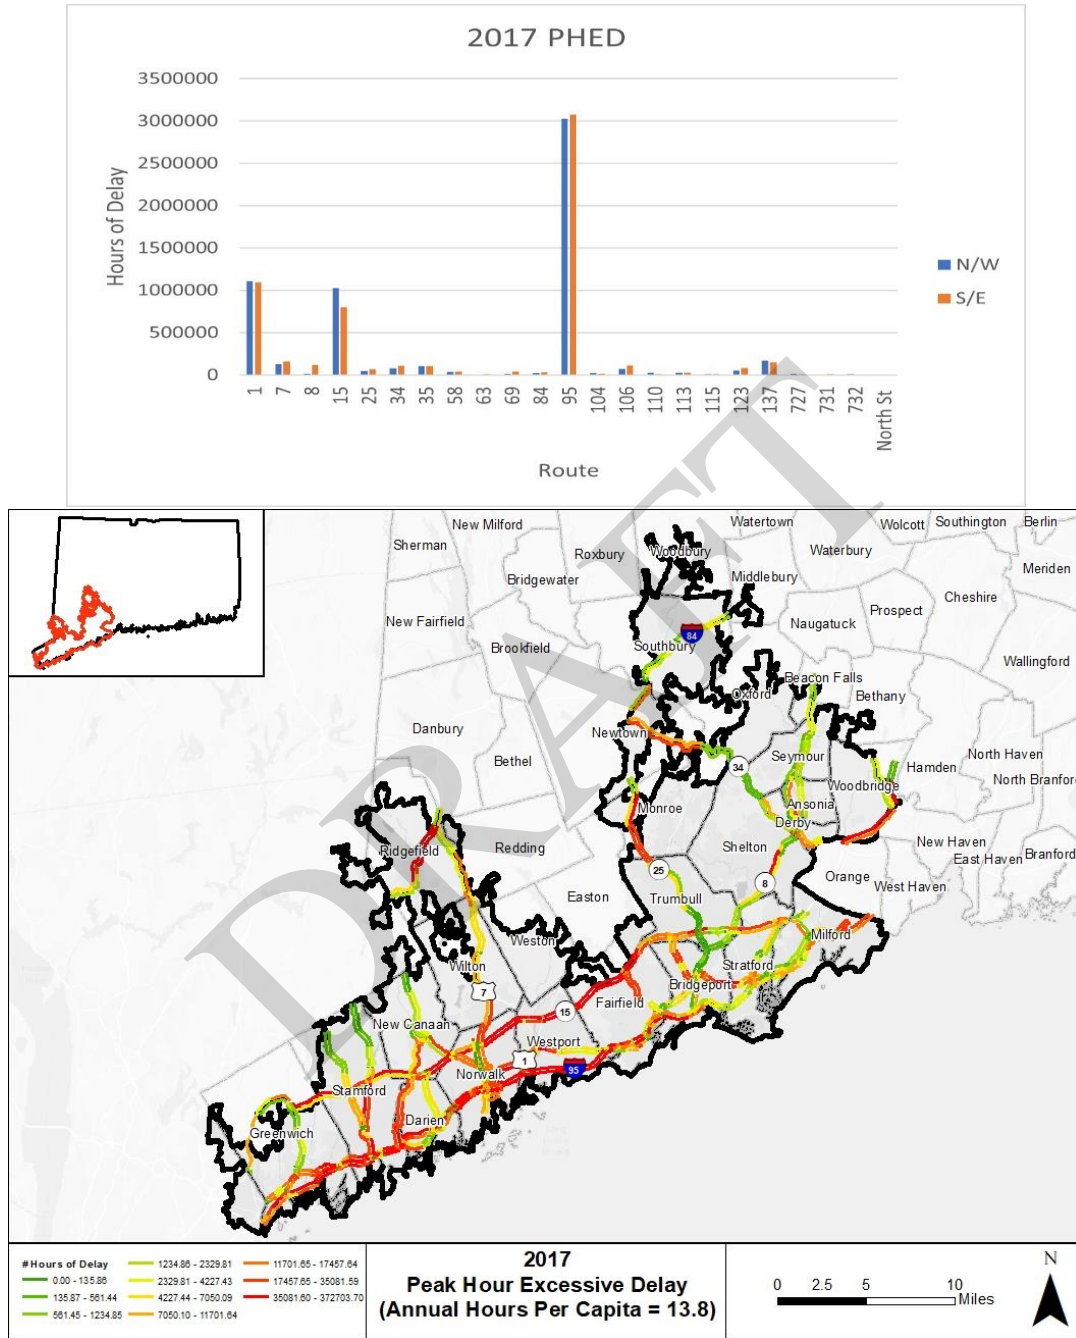 2017 PHED
3500000
3000000
2500000
2000000
1500000
1000000
500000
0
Hours of Delay
N/W
S/E
1 7 8 15 25 34 35 58 63 69 84 95 104 106 110 113 115 123 137 727 731 732 North St
Route
DRAFT
New Milford
Watertown
Wolcott
Southington
Berlin
Sherman
Roxbury
Woodbury
Waterbury
Meriden
Bridgewater
Middlebury
Cheshire
Prospect
New Fairfield
Naugatuck
84
Brookfield
Southbury
Wallingford
Beacon Falls
Oxford
Bethany
Danbury
Newtown
North Haven
Bethel
34
Seymour
Hamden
North Branford
Woodbridge
Monroe
Ansonia
Derby
Ridgefield
Redding
Shelton
New Haven
East Haven
Branford
25
8
Orange
West Haven
Easton
Trumbull
Weston
Milford
Wilton
Stratford
7
Bridgeport
15
Fairfield
New Canaan
Westport
1
95
Norwalk
Stamford
Darien
Greenwich
# Hours of Delay
0.00 - 135.86
135.87 - 561.44
561.45 - 1234.85
1234.86 - 2329.81
2329.81 - 4227.43
4227.44 - 7050.09
7050.10 - 11701.64
11701.65 - 17457.64
17457.65 - 35081.59
35081.60 - 372703.70
2017
Peak Hour Excessive Delay
(Annual Hours Per Capita = 13.8)
0 2.5 5 10
Miles
N